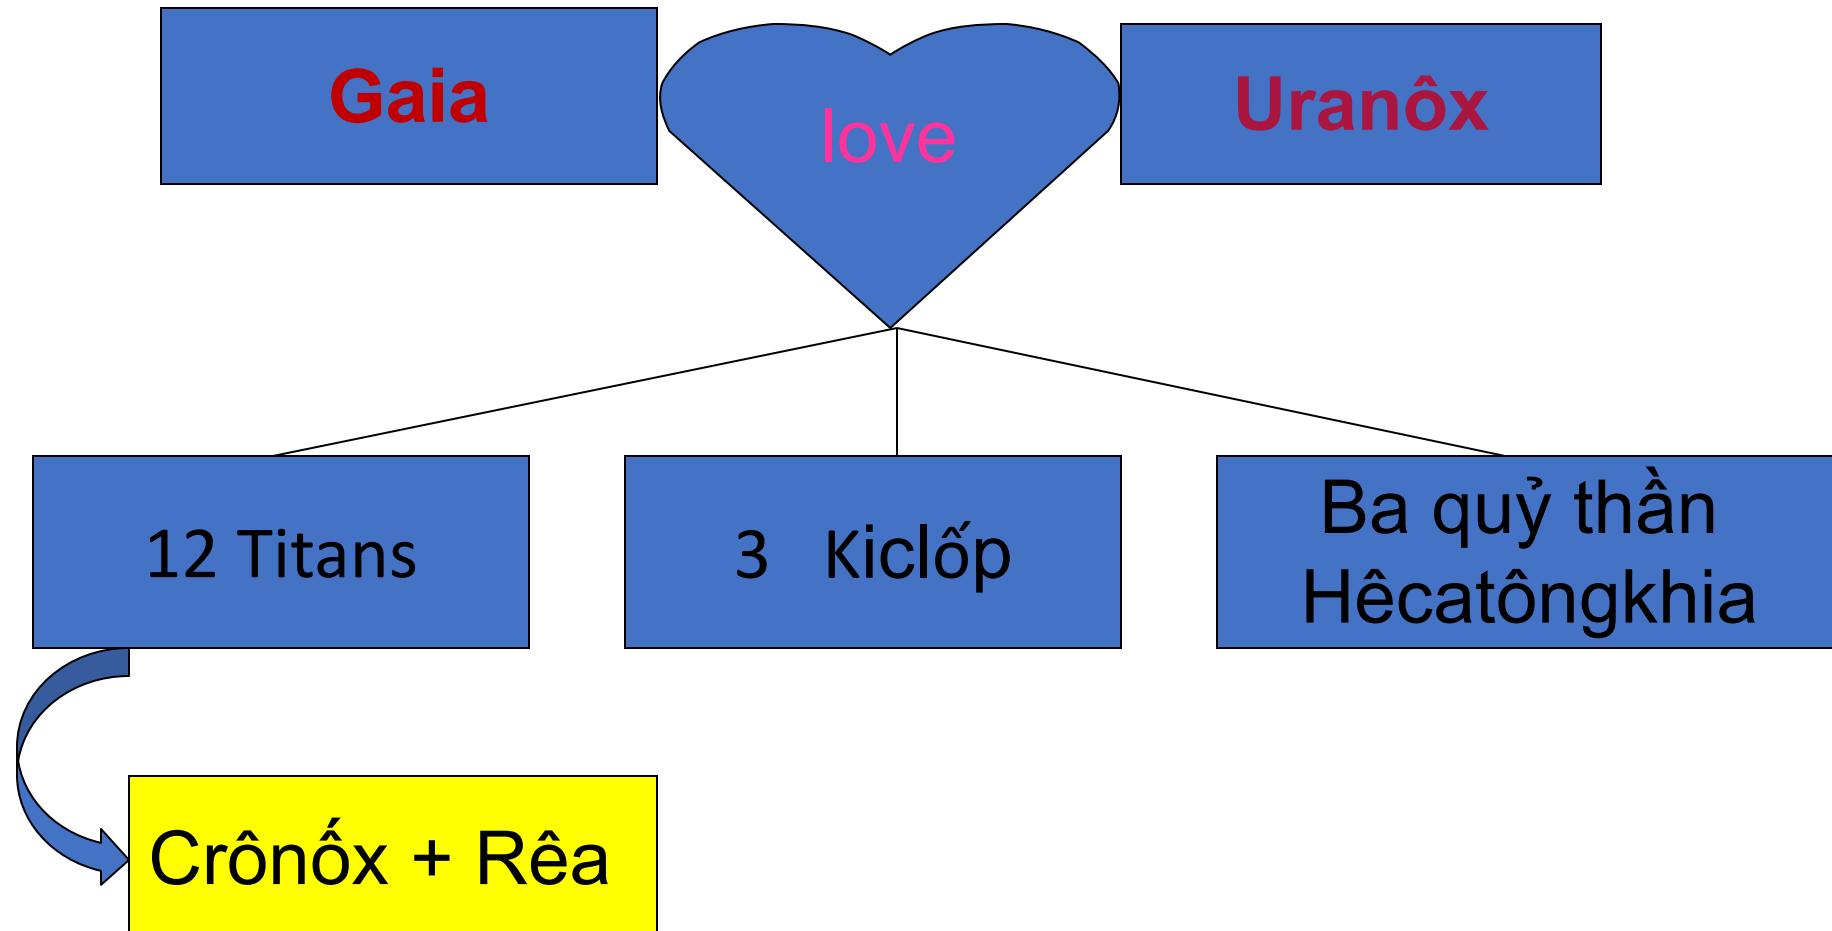 Gaia
love
Uranôx
12 Titans
3 Kiclốp
Ba quỷ thần
Hêcatôngkhia
Crônốx + Rêa